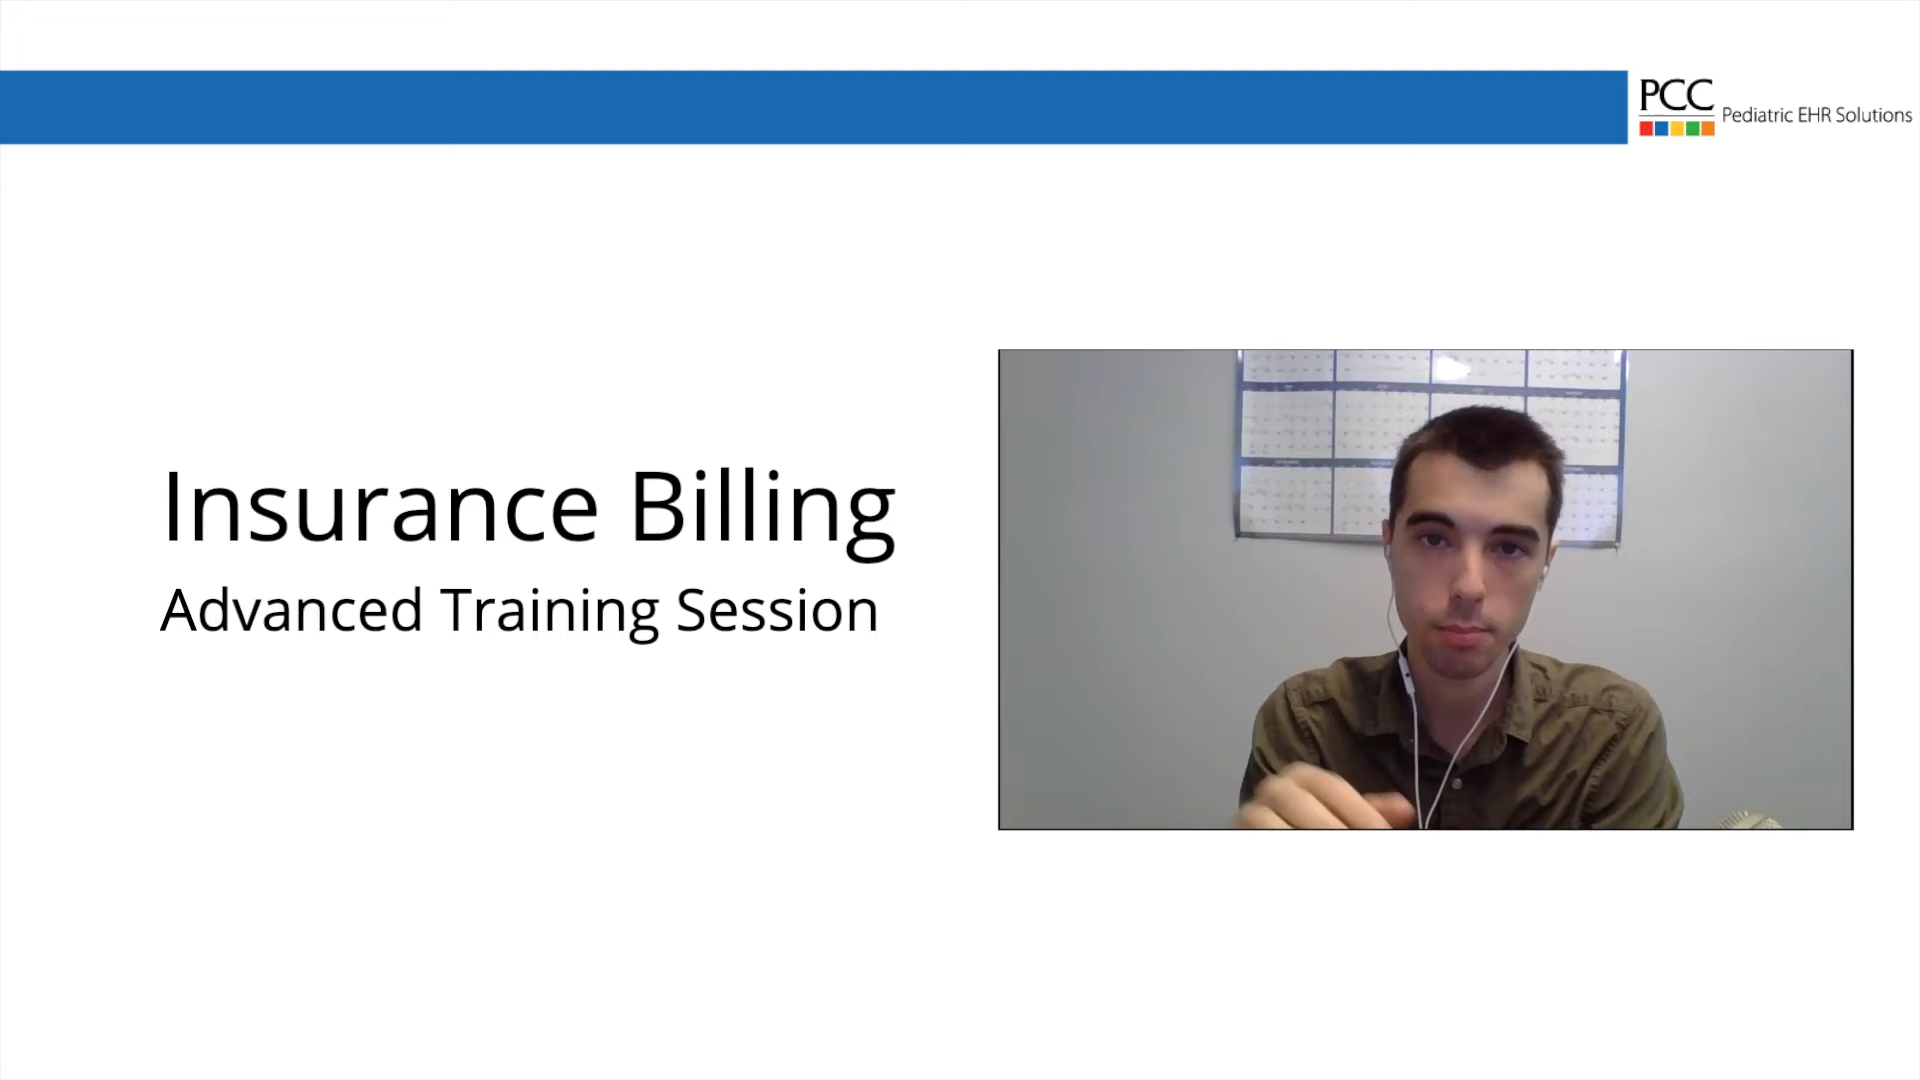 PCC
Pediatric EHR Solutions
Insurance Billing
Advanced Training Session